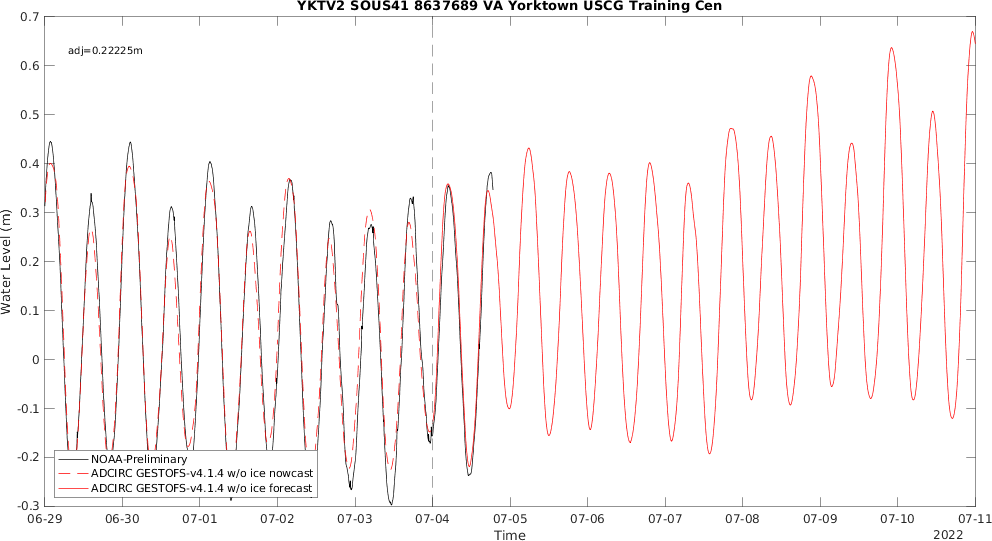 YKTV2 SOUS41 8637689 VA Yorktown USCG Training Cen
adj=0.22225m
0.7
0.6
0.5
0.4
0.3
0.2
0.1
0
-0.1
-0.2
-0.3
Water Level (m)
NOAA-Preliminary
ADCIRC GESTOFS-v4.1.4 w/o ice nowcast
ADCIRC GESTOFS-v4.1.4 w/o ice forecast
06-29 06-30 07-01 07-02 07-03 07-04 07-05 07-06 07-07 07-08 07-09 07-10 07-11
Time
2022